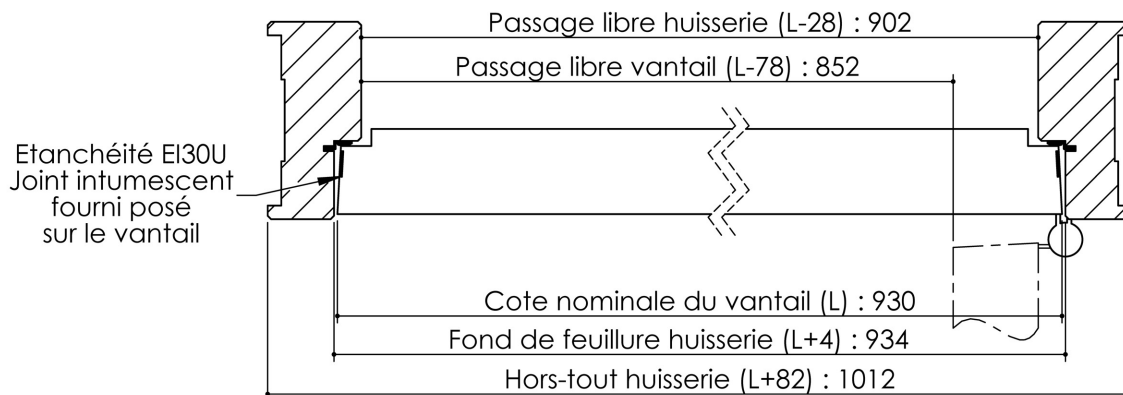 Passage libre huisserie (L-28) : 902
Passage libre vantail (L-78) : 852
Etanchéité EI30U
Joint intumescent
fourni posé
sur le vantail
Cote nominale du vantail (L) : 930
Fond de feuillure huisserie (L+4) : 934
Hors-tout huisserie (L+82) : 1012